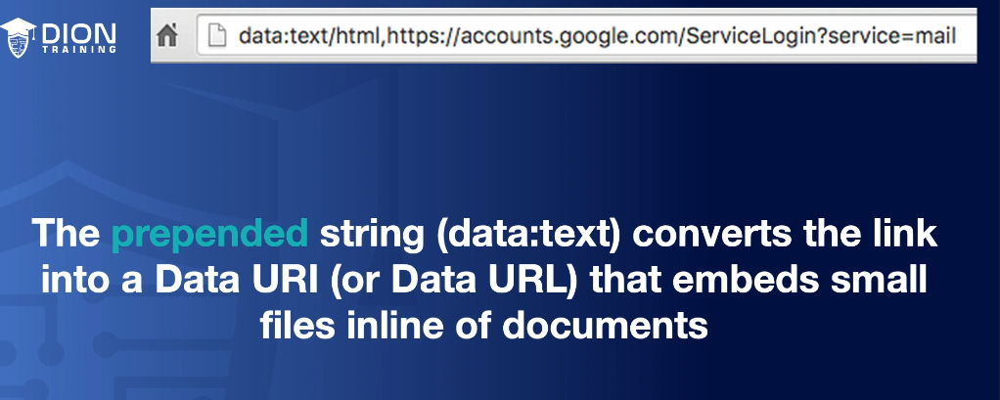 DION
TRAINING
data:text/html,https://accounts.google.com/ServiceLogin?service=mail
The prepended string (data:text) converts the link
into a Data URI (or Data URL) that embeds small
files inline of documents